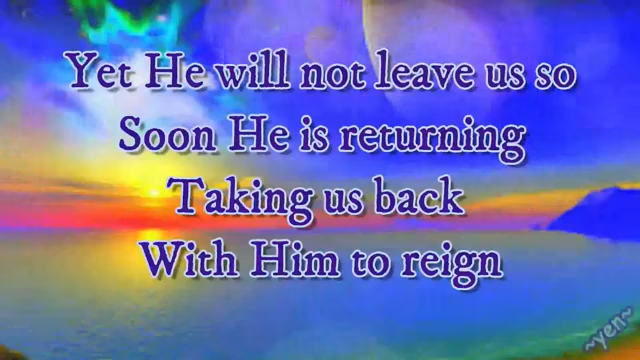 Yet He will not leave us so
Soon He is returning
Taking us back
With Him to reign
~yen~